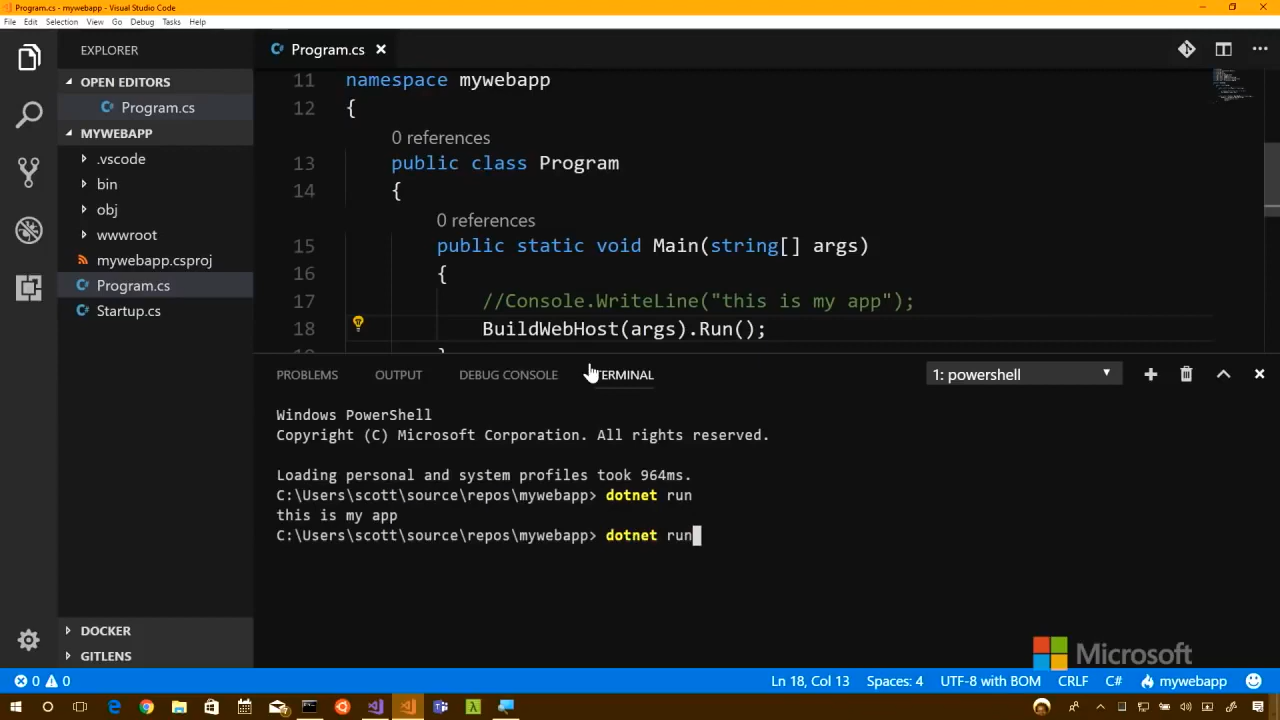 Program.cs - mywebapp - Visual Studio Code
File Edit Selection View Go Debug Tasks Help
EXPLORER
OPEN EDITORS
Program.cs
MYWEBAPP
.vscode
bin
obj
wwwroot
mywebapp.csproj
Program.cs
Startup.cs
DOCKER
GITLENS
Program.cs
11 namespace mywebapp
12 {
0 references
13 public class Program
14 {
0 references
15 public static void Main(string[] args)
16 {
17 //Console.WriteLine("this is my app");
18 BuildWebHost(args).Run();
PROBLEMS OUTPUT DEBUG CONSOLE TERMINAL 1: powershell
Windows PowerShell
Copyright (C) Microsoft Corporation. All rights reserved.
Loading personal and system profiles took 964ms.
C:\Users\scott\source\repos\mywebapp> dotnet run
this is my app
C:\Users\scott\source\repos\mywebapp> dotnet run
Microsoft
0 0 Ln 18, Col 13 Spaces: 4 UTF-8 with BOM CRLF C# mywebapp